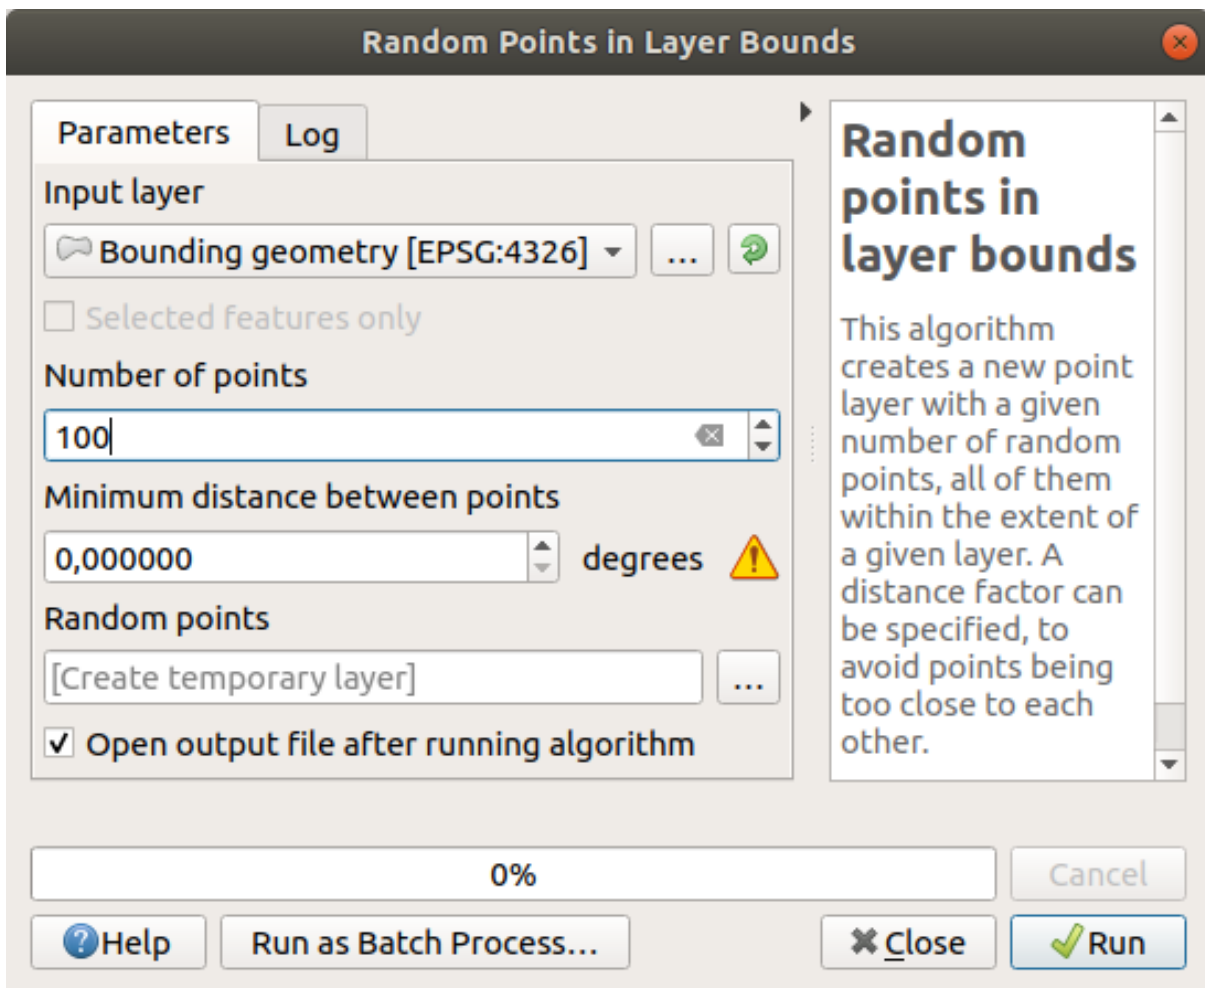 Random Points in Layer Bounds
Parameters
Log
Input layer
Bounding geometry [EPSG:4326]
...
Selected features only
Number of points
100
Minimum distance between points
0,000000
degrees
Random points
[Create temporary layer]
...
Open output file after running algorithm
Random
points in
layer bounds
This algorithm
creates a new point
layer with a given
number of random
points, all of them
within the extent of
a given layer. A
distance factor can
be specified, to
avoid points being
too close to each
other.
0%
Cancel
Help
Run as Batch Process...
Close
Run